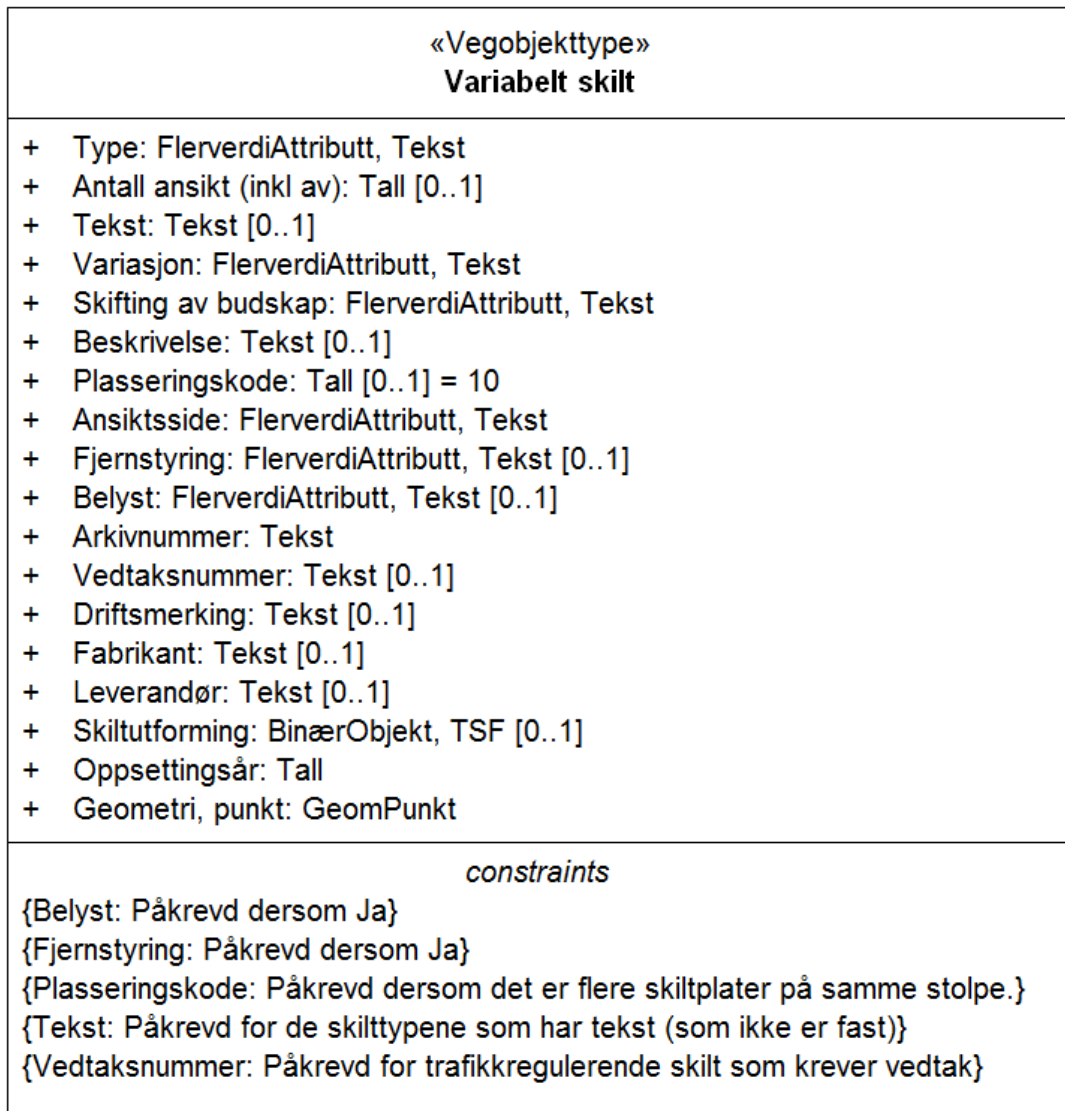 «Vegobjekttype»
Variabelt skilt
+ Type: FlerverdiAttributt, Tekst
+ Antall ansikt (inkl av): Tall [0..1]
+ Tekst: Tekst [0..1]
+ Variasjon: FlerverdiAttributt, Tekst
+ Skifting av budskap: FlerverdiAttributt, Tekst
+ Beskrivelse: Tekst [0..1]
+ Plasseringskode: Tall [0..1] = 10
+ Ansiktsside: FlerverdiAttributt, Tekst
+ Fjernstyring: FlerverdiAttributt, Tekst [0..1]
+ Belyst: FlerverdiAttributt, Tekst [0..1]
+ Arkivnummer: Tekst
+ Vedtaksnummer: Tekst [0..1]
+ Driftsmerking: Tekst [0..1]
+ Fabrikant: Tekst [0..1]
+ Leverandør: Tekst [0..1]
+ Skiltutforming: BinærObjekt, TSF [0..1]
+ Oppsettingsår: Tall
+ Geometri, punkt: GeomPunkt
constraints
{Belyst: Påkrevd dersom Ja}
{Fjernstyring: Påkrevd dersom Ja}
{Plasseringskode: Påkrevd dersom det er flere skiltplater på samme stolpe.}
{Tekst: Påkrevd for de skilttypene som har tekst (som ikke er fast)}
{Vedtaksnummer: Påkrevd for trafikkregulerende skilt som krever vedtak}